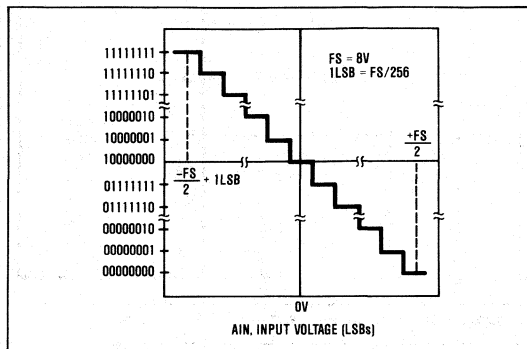 11111111
11111110
11111101
10000010
10000001
10000000
01111111
01111110
00000010
00000001
00000000
FS = 8V
1LSB = FS/256
+FS
2
-FS
2
+ 1LSB
0V
AIN, INPUT VOLTAGE (LSBs)